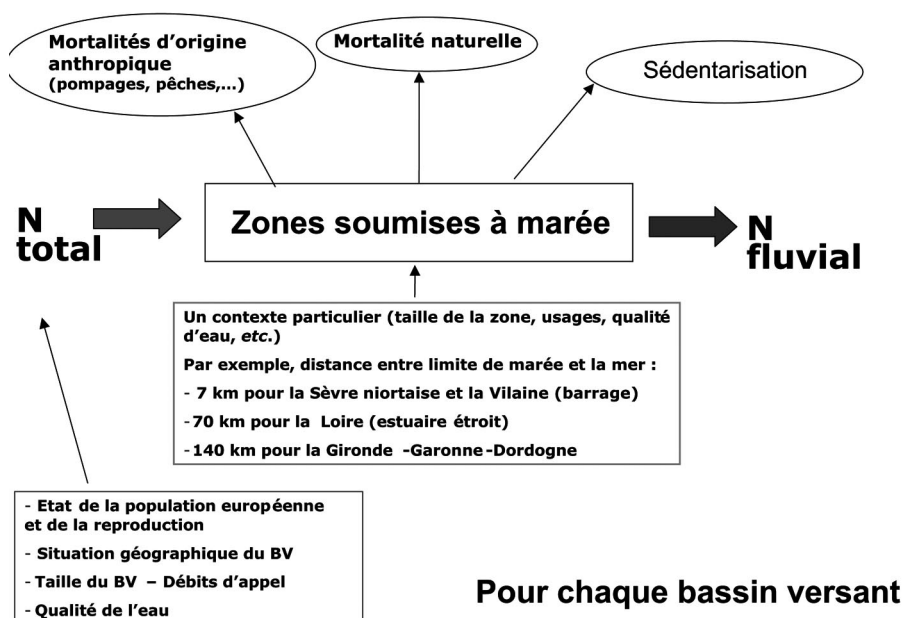 Mortalités d’origine
anthropique
(pompages, pêches,...)
Mortalité naturelle
Sédentarisation
N
total
Zones soumises à marée
N
fluvial
Un contexte particulier (taille de la zone, usages, qualité
d’eau, etc.)
Par exemple, distance entre limite de marée et la mer :
- 7 km pour la Sèvre niortaise et la Vilaine (barrage)
-70 km pour la Loire (estuaire étroit)
-140 km pour la Gironde -Garonne-Dordogne
- Etat de la population européenne
et de la reproduction
- Situation géographique du BV
- Taille du BV – Débits d’appel
- Qualité de l’eau
Pour chaque bassin versant